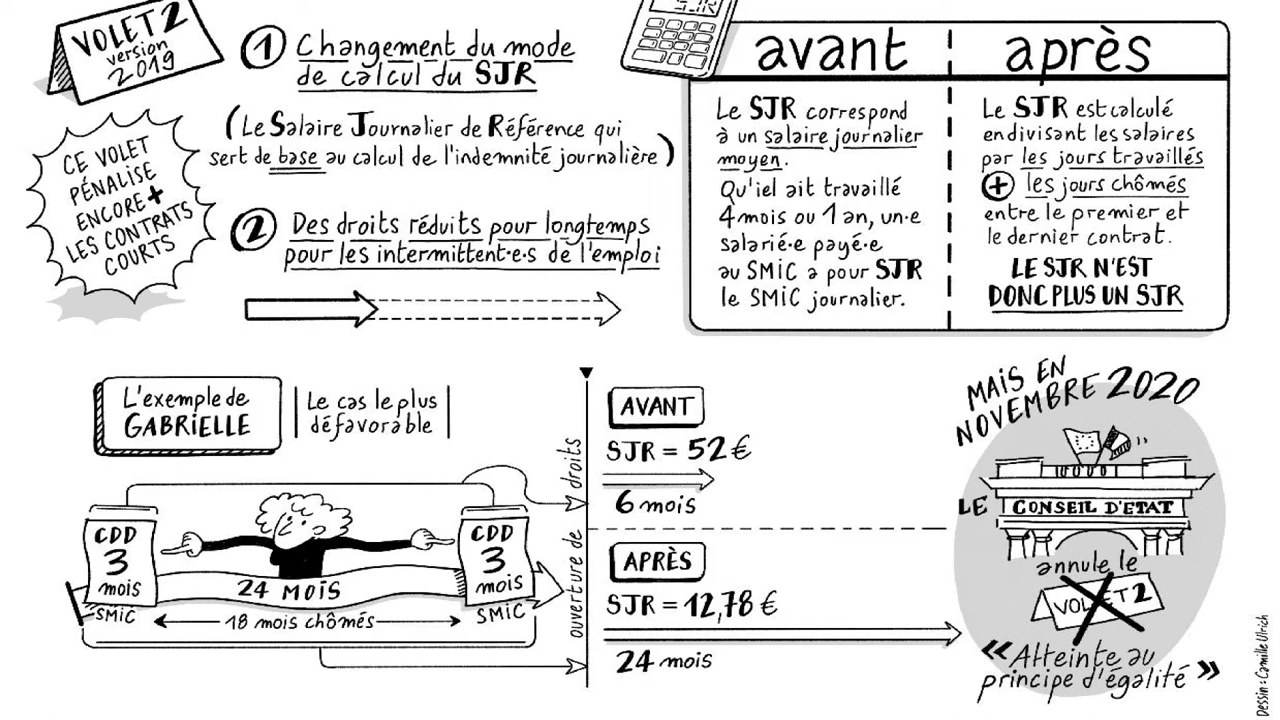 VOLET 2
version
2019
① Changement du mode
de calcul du SJR
(Le Salaire Journalier de Référence qui
sert de base au calcul de l'indemnité journalière)
CE VOLET
PÉNALISE
ENCORE +
LES CONTRATS
COURTS
② Des droits réduits pour longtemps
pour les intermittent·e·s de l'emploi
SJR
avant
Le SJR correspond
à un salaire journalier
moyen.
Qu'iel ait travaillé
4 mois ou 1 an, un·e
salarié·e payé·e
au SMiC a pour SJR
le SMiC journalier.
après
Le SJR est calculé
en divisant les salaires
par les jours travaillés
+ les jours chômés
entre le premier et
le dernier contrat.
LE SJR N'EST
DONC PLUS UN SJR
L'exemple de
GABRiELLE
Le cas le plus
défavorable
CDD
3
mois
SMiC
24 MOiS
18 mois chômés
CDD
3
mois
SMiC
ouverture de droits
AVANT
SJR = 52 €
6 mois
APRÈS
SJR = 12,78 €
24 mois
MAiS EN
NOVEMBRE 2020
LE CONSEIL D'ETAT
annule le
VOLET 2
« Atteinte au
principe d'égalité »
Dessin : Camille Ulrich